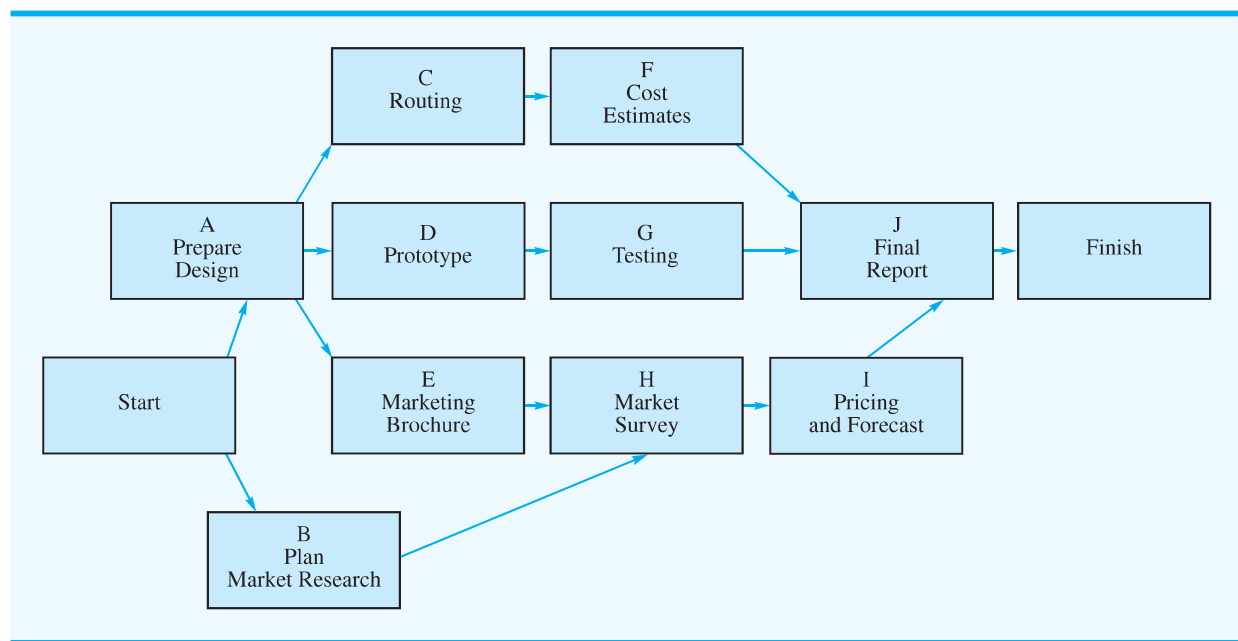 C
Routing
F
Cost
Estimates
A
Prepare
Design
D
Prototype
G
Testing
J
Final
Report
Finish
Start
E
Marketing
Brochure
H
Market
Survey
I
Pricing
and Forecast
B
Plan
Market Research